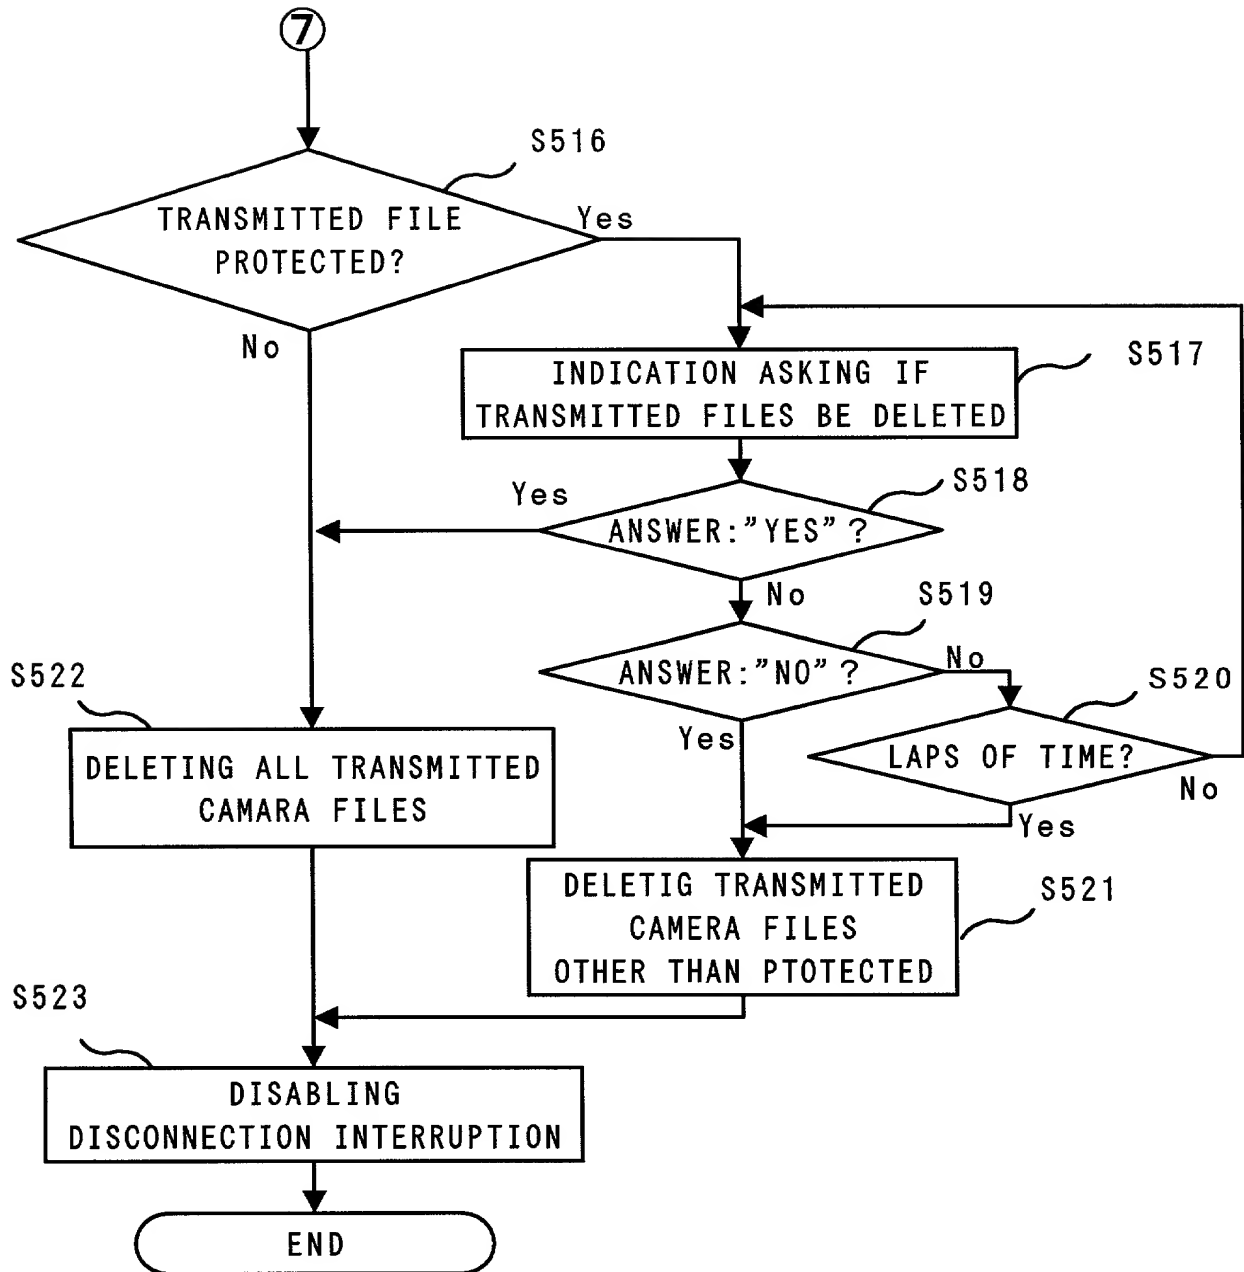 7
S516
TRANSMITTED FILE
PROTECTED?
Yes
No
S517
INDICATION ASKING IF
TRANSMITTED FILES BE DELETED
S518
Yes
ANSWER:"YES"?
No
S519
ANSWER:"NO"?
No
S520
Yes
LAPS OF TIME?
No
Yes
S522
DELETING ALL TRANSMITTED
CAMARA FILES
S521
DELETIG TRANSMITTED
CAMERA FILES
OTHER THAN PTOTECTED
S523
DISABLING
DISCONNECTION INTERRUPTION
END